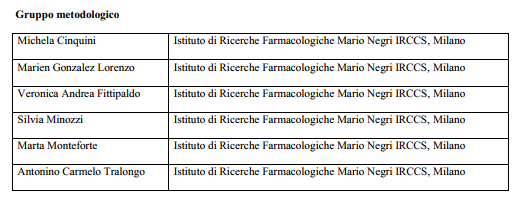 Gruppo metodologico
Michela Cinquini Istituto di Ricerche Farmacologiche Mario Negri IRCCS, Milano
Marien Gonzalez Lorenzo Istituto di Ricerche Farmacologiche Mario Negri IRCCS, Milano
Veronica Andrea Fittipaldo Istituto di Ricerche Farmacologiche Mario Negri IRCCS, Milano
Silvia Minozzi Istituto di Ricerche Farmacologiche Mario Negri IRCCS, Milano
Marta Monteforte Istituto di Ricerche Farmacologiche Mario Negri IRCCS, Milano
Antonino Carmelo Tralongo Istituto di Ricerche Farmacologiche Mario Negri IRCCS, Milano